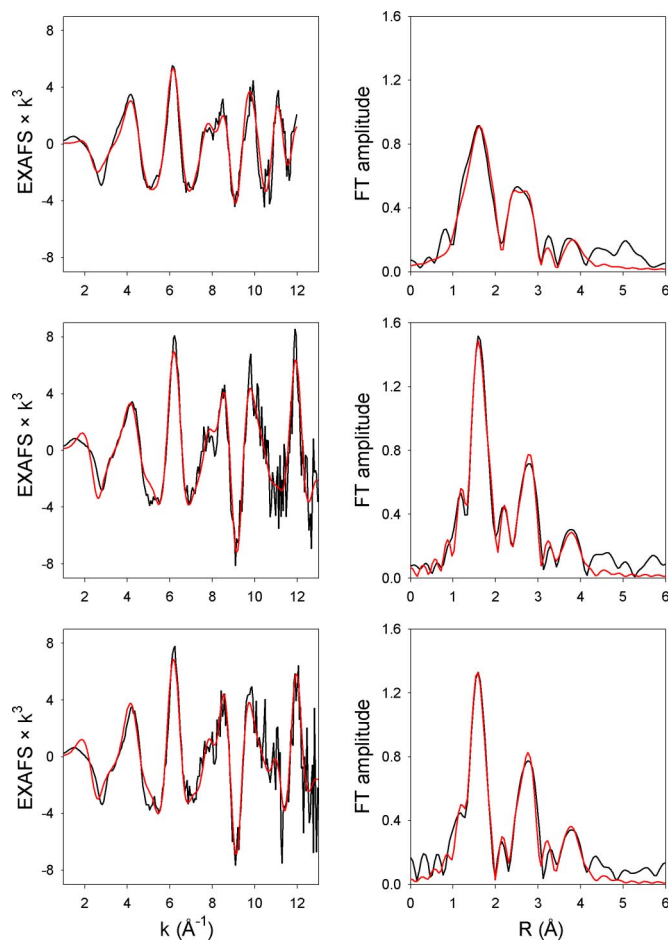 8
4
0
-4
-8
EXAFS × k³
2 4 6 8 10 12
1.6
1.2
0.8
0.4
0.0
FT amplitude
0 1 2 3 4 5 6
8
4
0
-4
-8
EXAFS × k³
2 4 6 8 10 12
1.6
1.2
0.8
0.4
0.0
FT amplitude
0 1 2 3 4 5 6
8
4
0
-4
-8
EXAFS × k³
2 4 6 8 10 12
k (Å⁻¹)
1.6
1.2
0.8
0.4
0.0
FT amplitude
0 1 2 3 4 5 6
R (Å)